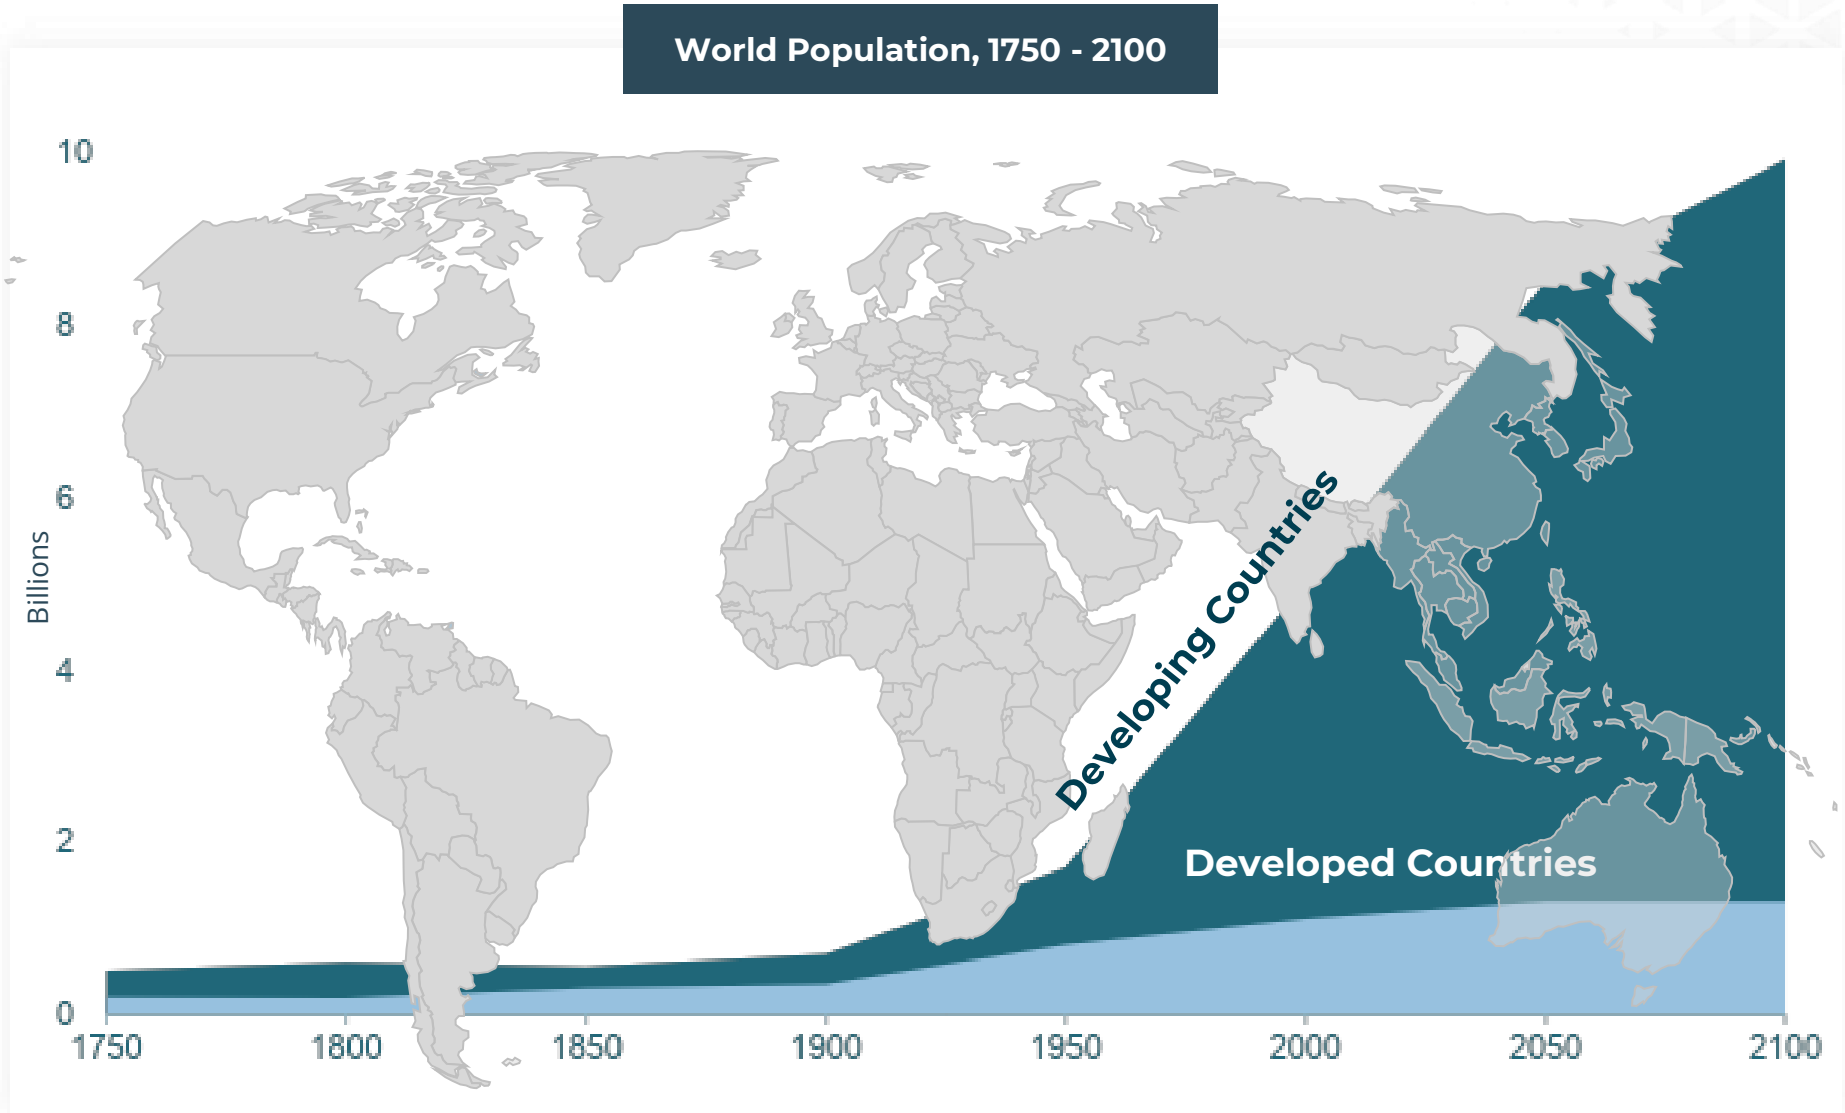 World Population, 1750 - 2100
10
8
6
4
2
0
Billions
Developing Countries
Developed Countries
1750 1800 1850 1900 1950 2000 2050 2100